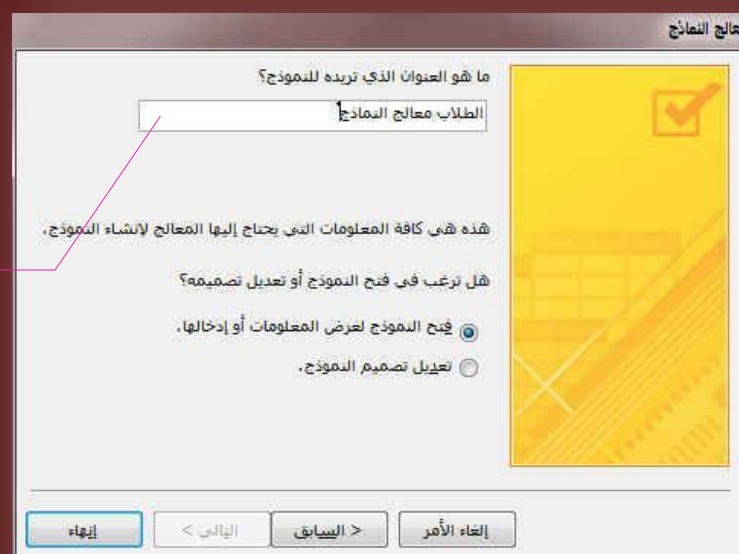 معالج النماذج
ما هو العنوان الذي تريده للنموذج؟
الطلاب معالج النماذج
هذه هي كافة المعلومات التي يحتاج إليها المعالج لإنشاء النموذج.
هل ترغب في فتح النموذج أو تعديل تصميمه؟
فتح النموذج لعرض المعلومات أو إدخالها.
تعديل تصميم النموذج.
إلغاء الأمر
< السابق
التالي >
إنهاء